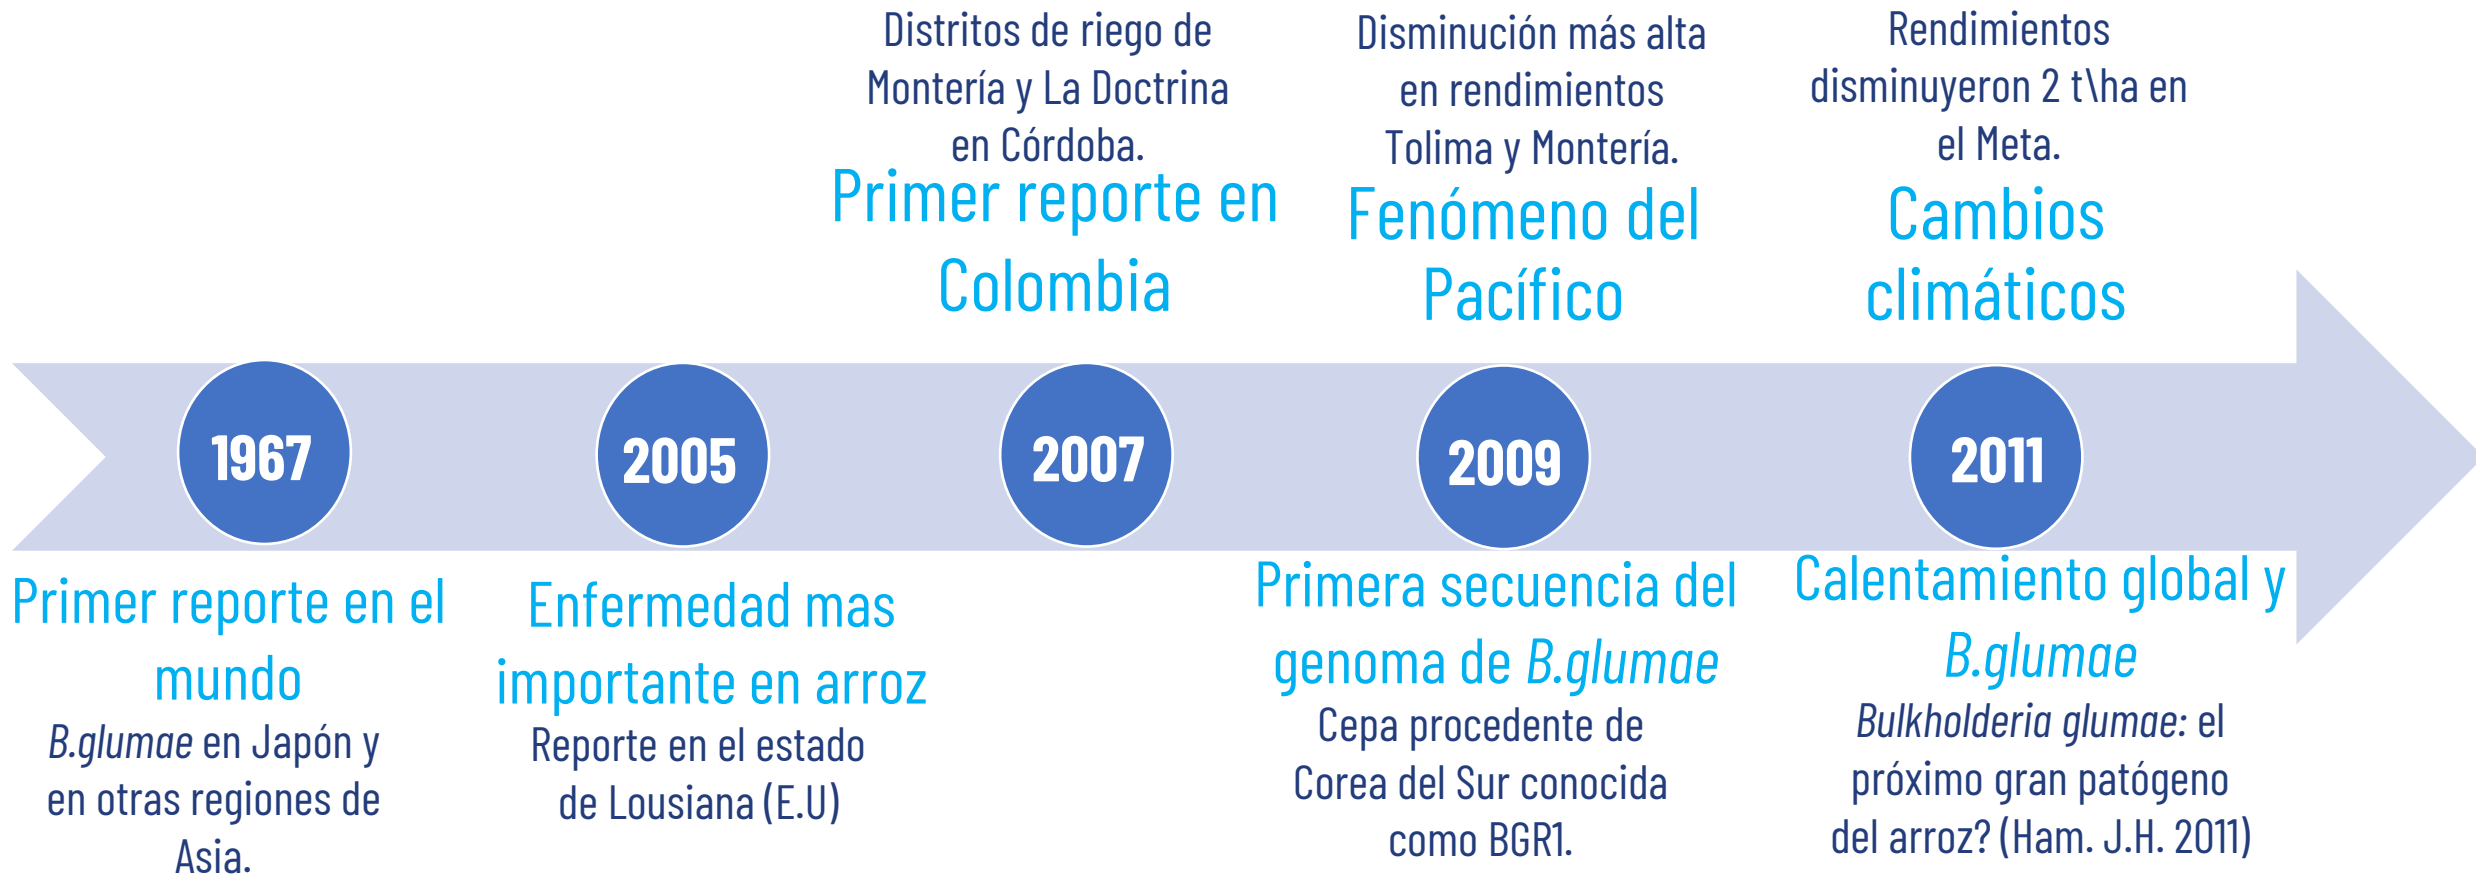 Distritos de riego de
Montería y La Doctrina
en Córdoba.
Primer reporte en
Colombia
Disminución más alta
en rendimientos
Tolima y Montería.
Fenómeno del
Pacífico
Rendimientos
disminuyeron 2 t\ha en
el Meta.
Cambios
climáticos
1967
2005
2007
2009
2011
Primer reporte en el
mundo
B.glumae en Japón y
en otras regiones de
Asia.
Enfermedad mas
importante en arroz
Reporte en el estado
de Lousiana (E.U)
Primera secuencia del
genoma de B.glumae
Cepa procedente de
Corea del Sur conocida
como BGR1.
Calentamiento global y
B.glumae
Bulkholderia glumae: el
próximo gran patógeno
del arroz? (Ham. J.H. 2011)